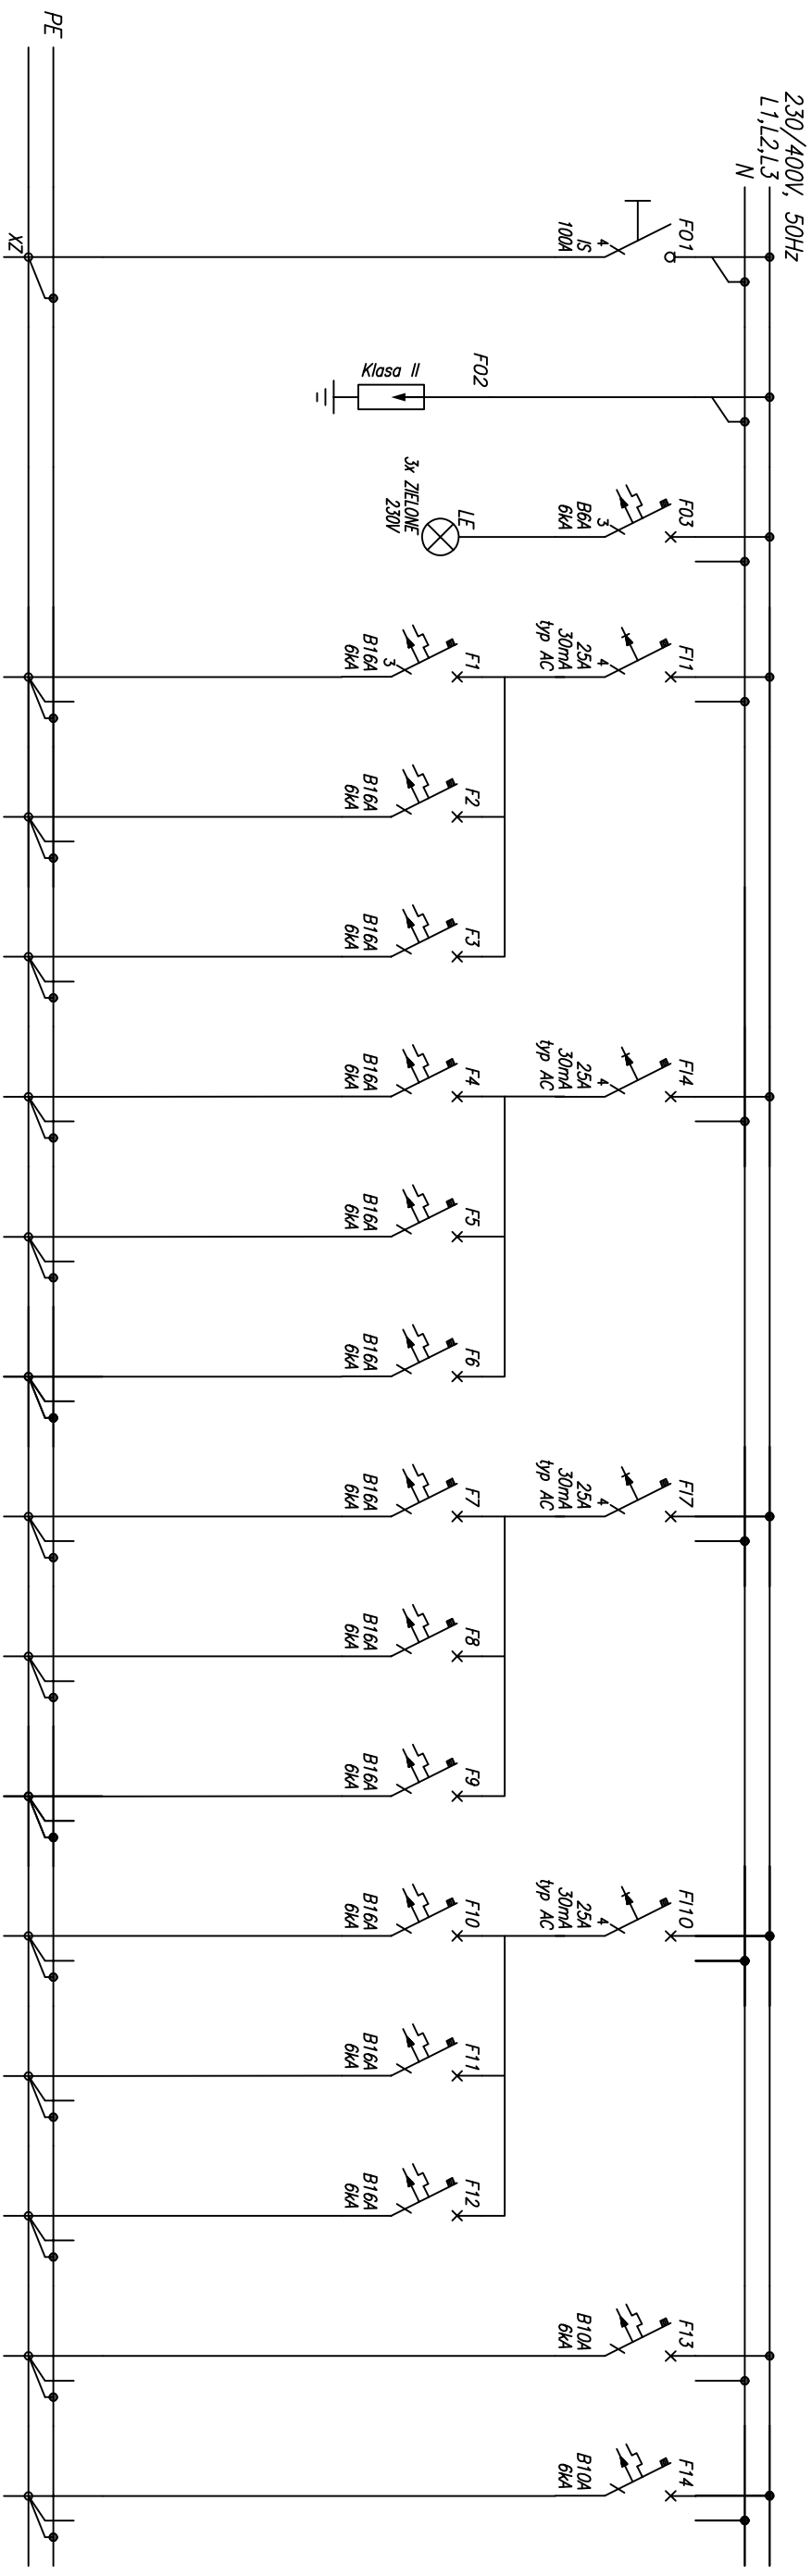 230/400V, 50Hz
L1,L2,L3
N
PE
XZ
F01
4
IS
100A
F02
Klasa II
F03
3
B6A
6kA
LE
3x ZIELONE
230V
FI1
4
25A
30mA
typ AC
F1
3
B16A
6kA
F2
B16A
6kA
F3
B16A
6kA
FI4
4
25A
30mA
typ AC
F4
B16A
6kA
F5
B16A
6kA
F6
B16A
6kA
FI7
4
25A
30mA
typ AC
F7
B16A
6kA
F8
B16A
6kA
F9
B16A
6kA
FI10
4
25A
30mA
typ AC
F10
B16A
6kA
F11
B16A
6kA
F12
B16A
6kA
F13
B10A
6kA
F14
B10A
6kA